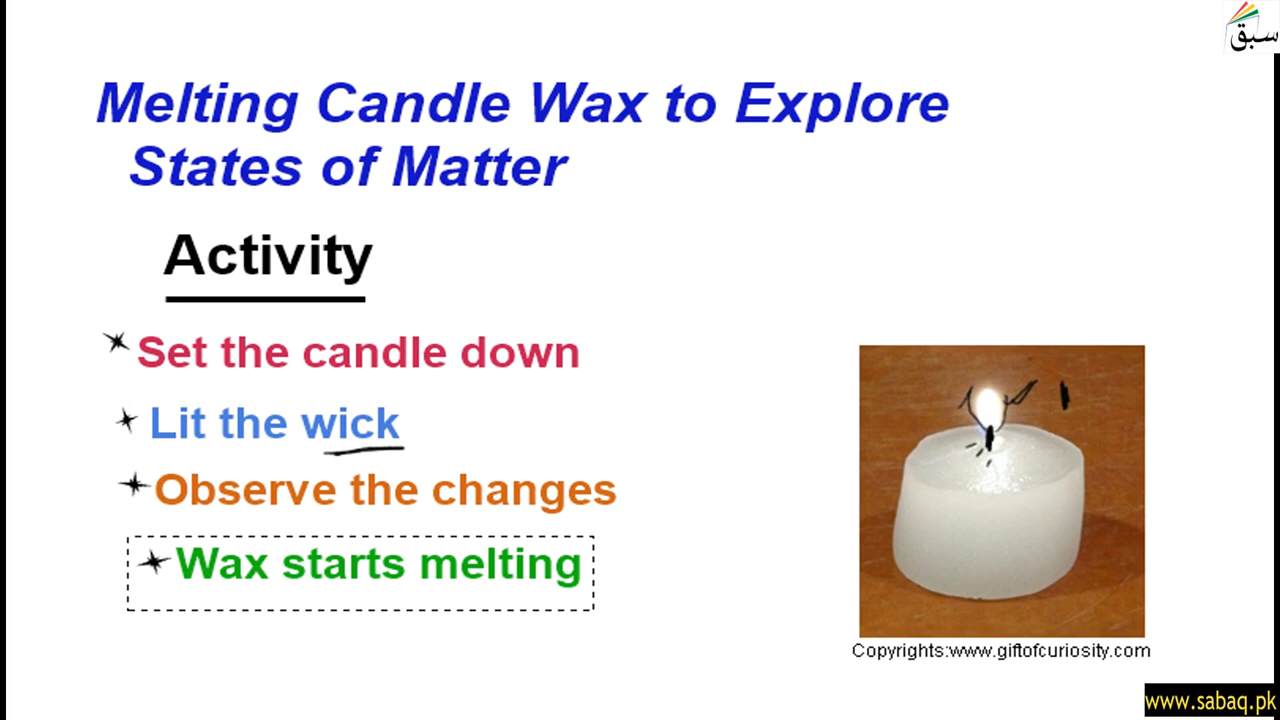 سبق
Melting Candle Wax to Explore
States of Matter
Activity
Set the candle down
Lit the wick
Observe the changes
Wax starts melting
Copyrights:www.giftofcuriosity.com
www.sabaq.pk